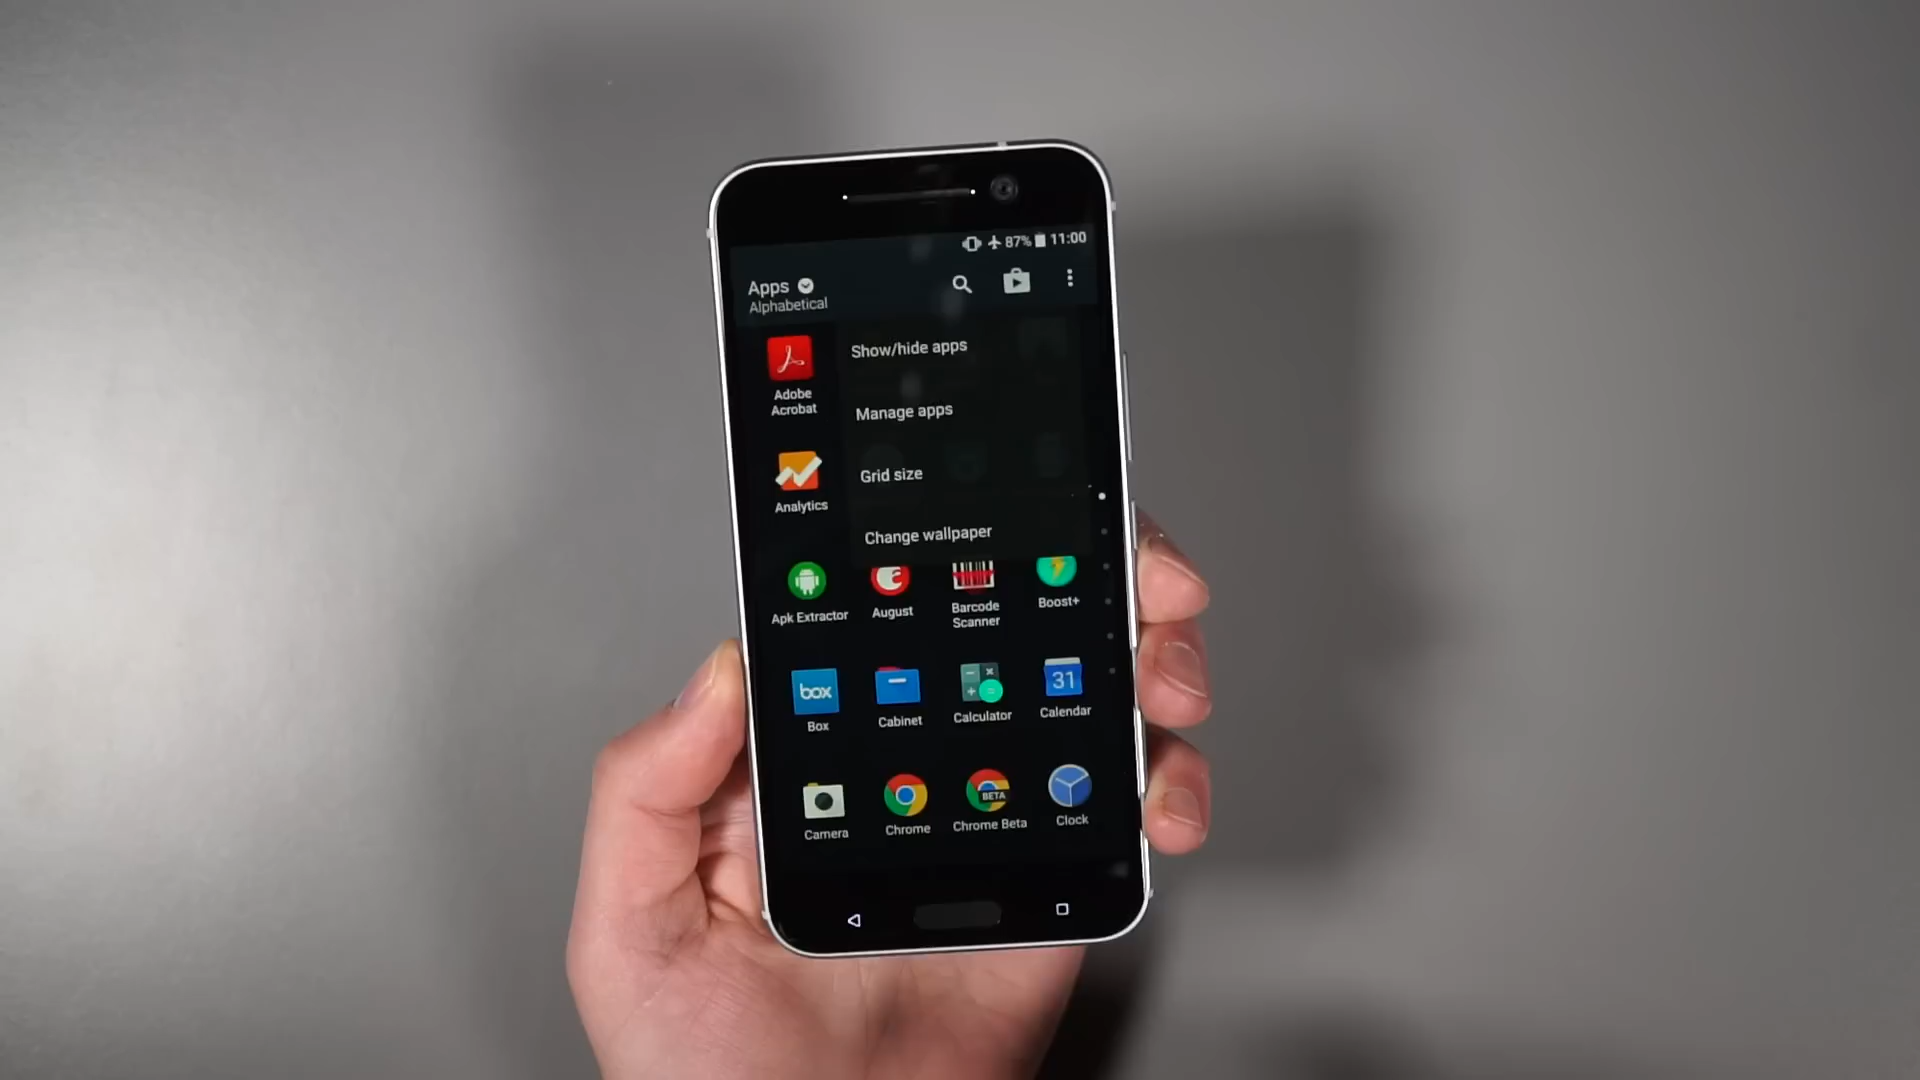 87% 11:00
Apps
Alphabetical
Show/hide apps
Adobe
Acrobat
Manage apps
Grid size
Analytics
Change wallpaper
Apk Extractor
August
Barcode
Scanner
Boost+
box
31
Box
Cabinet
Calculator
Calendar
BETA
Camera
Chrome
Chrome Beta
Clock